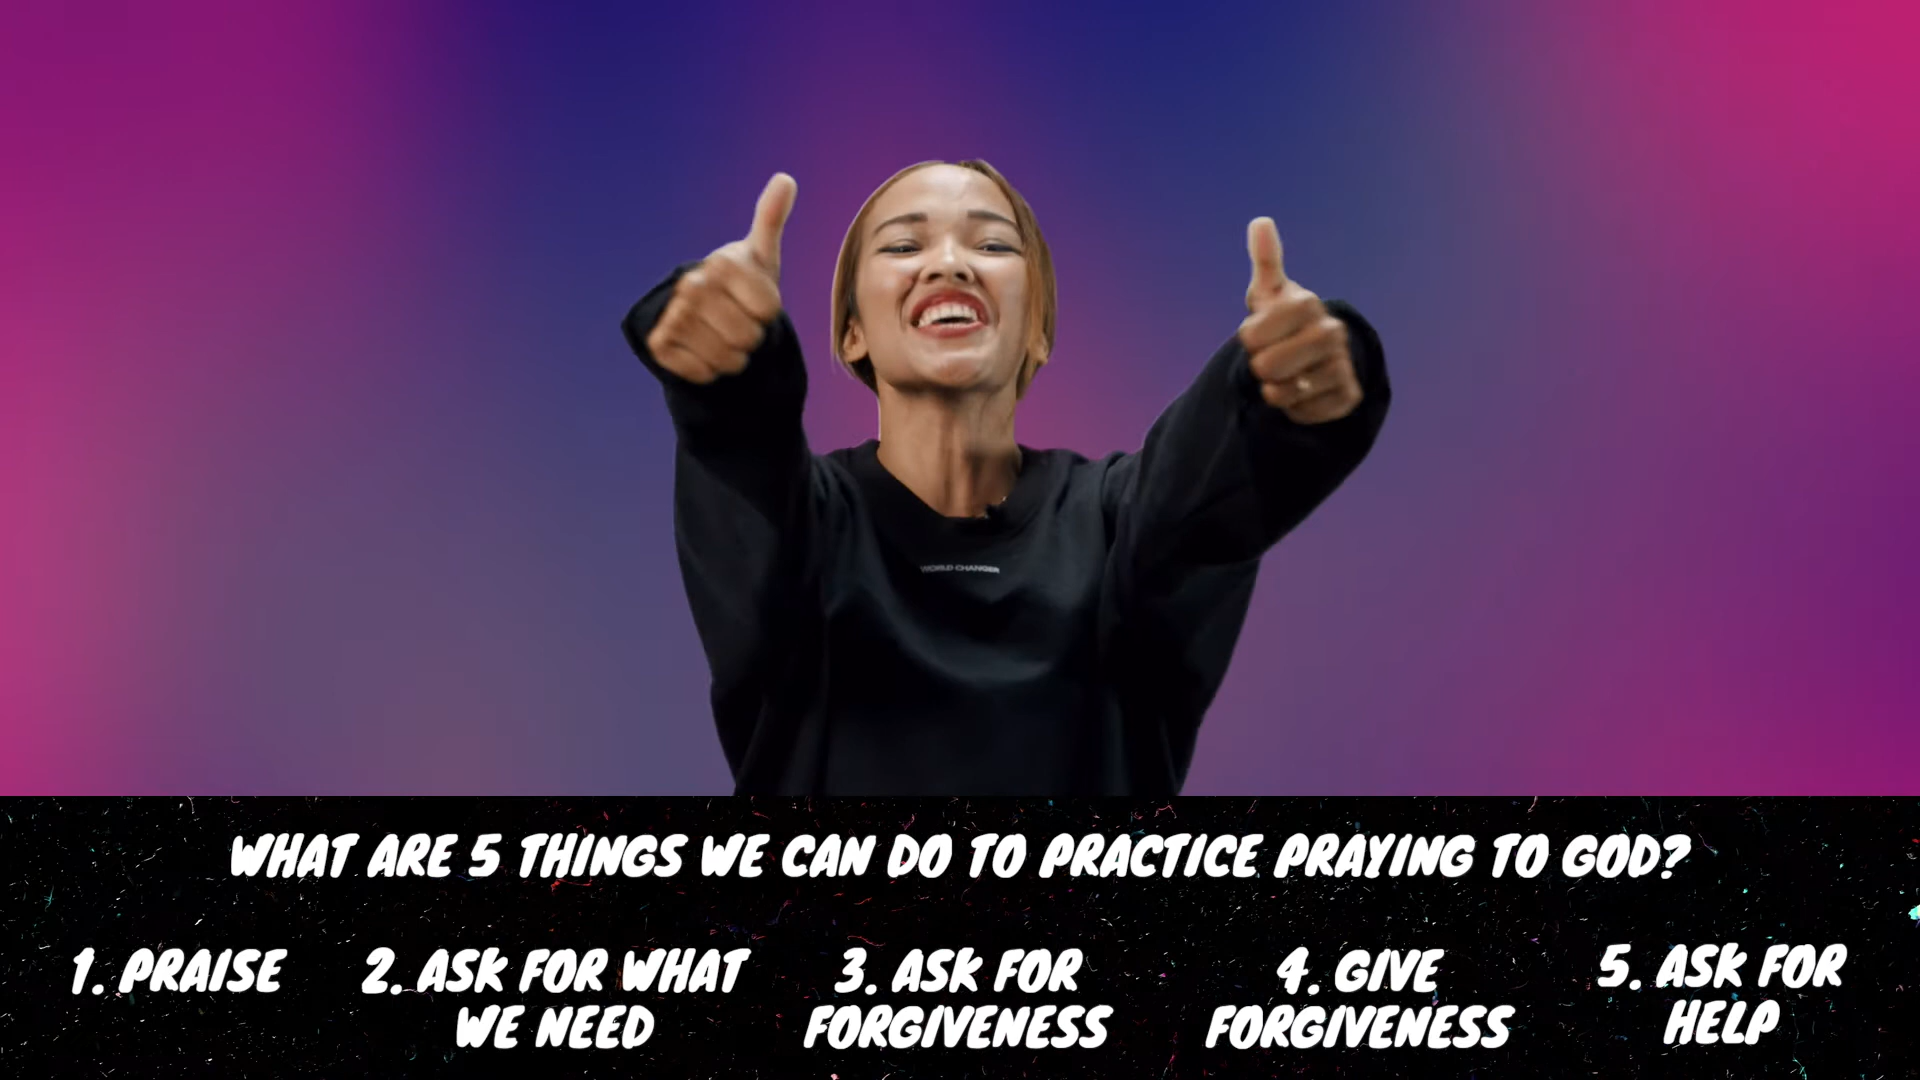 WORLD CHANGER
WHAT ARE 5 THINGS WE CAN DO TO PRACTICE PRAYING TO GOD?
1. PRAISE
2. ASK FOR WHAT
WE NEED
3. ASK FOR
FORGIVENESS
4. GIVE
FORGIVENESS
5. ASK FOR
HELP